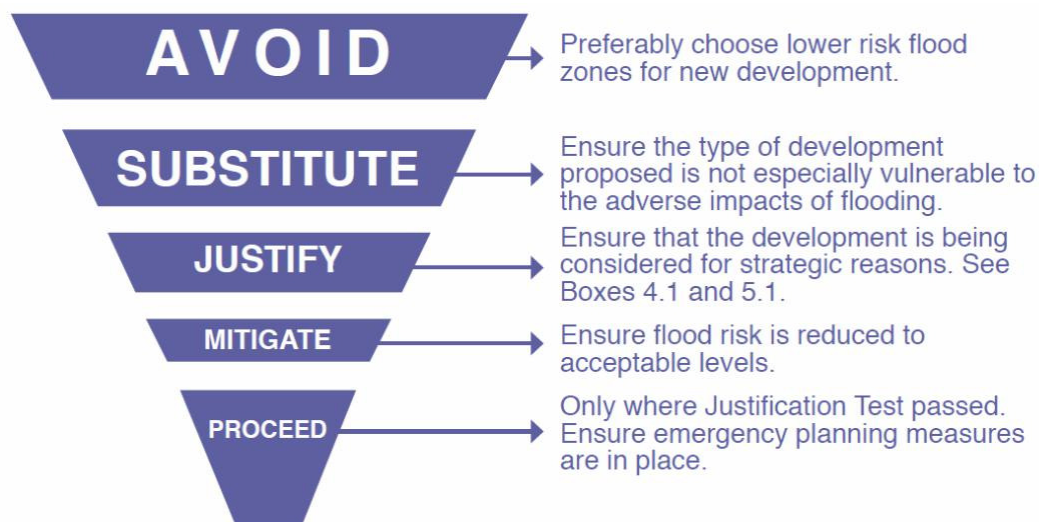 AVOID
Preferably choose lower risk flood
zones for new development.
SUBSTITUTE
Ensure the type of development
proposed is not especially vulnerable to
the adverse impacts of flooding.
JUSTIFY
Ensure that the development is being
considered for strategic reasons. See
Boxes 4.1 and 5.1.
MITIGATE
Ensure flood risk is reduced to
acceptable levels.
PROCEED
Only where Justification Test passed.
Ensure emergency planning measures
are in place.